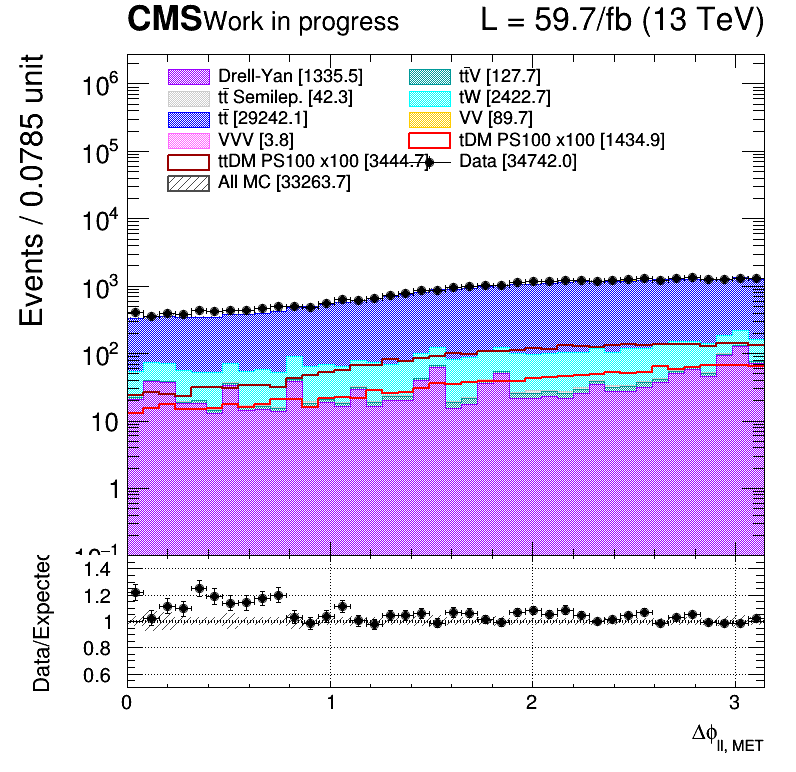 CMS Work in progress L = 59.7/fb (13 TeV)
Events / 0.0785 unit
Drell-Yan [1335.5] tt̄V [127.7]
tt̄ Semilep. [42.3] tW [2422.7]
tt̄ [29242.1] VV [89.7]
VVV [3.8] tDM PS100 x100 [1434.9]
ttDM PS100 x100 [3444.7] Data [34742.0]
All MC [33263.7]
10⁶
10⁵
10⁴
10³
10²
10
1
10⁻¹
Data/Expected
1.4
1.2
1
0.8
0.6
0 1 2 3
Δϕ_ll, MET